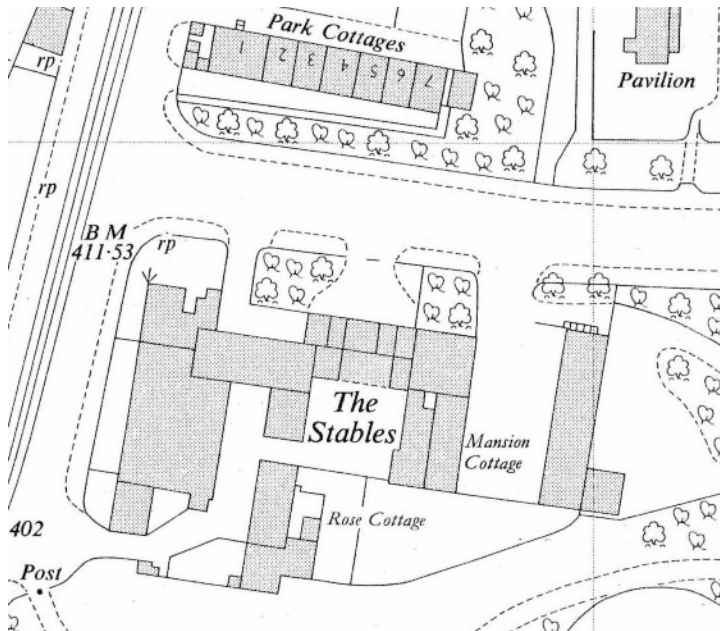 Park Cottages
1 2 3 4 5 6 7
Pavilion
rp
rp
B M
411·53
rp
The
Stables
Mansion
Cottage
Rose Cottage
402
Post